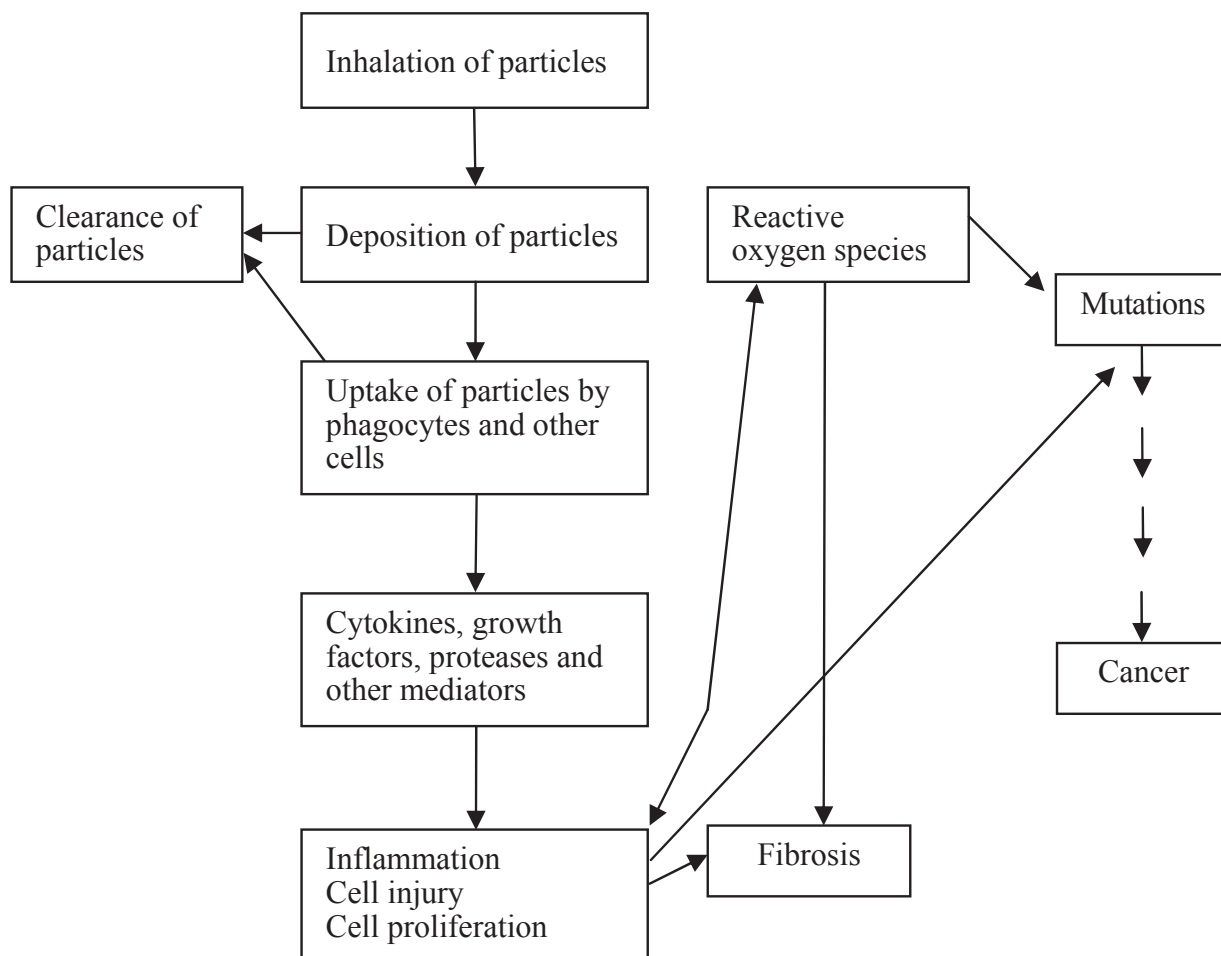 Inhalation of particles
Clearance of
particles
Deposition of particles
Reactive
oxygen species
Mutations
Uptake of particles by
phagocytes and other
cells
Cytokines, growth
factors, proteases and
other mediators
Cancer
Inflammation
Cell injury
Cell proliferation
Fibrosis